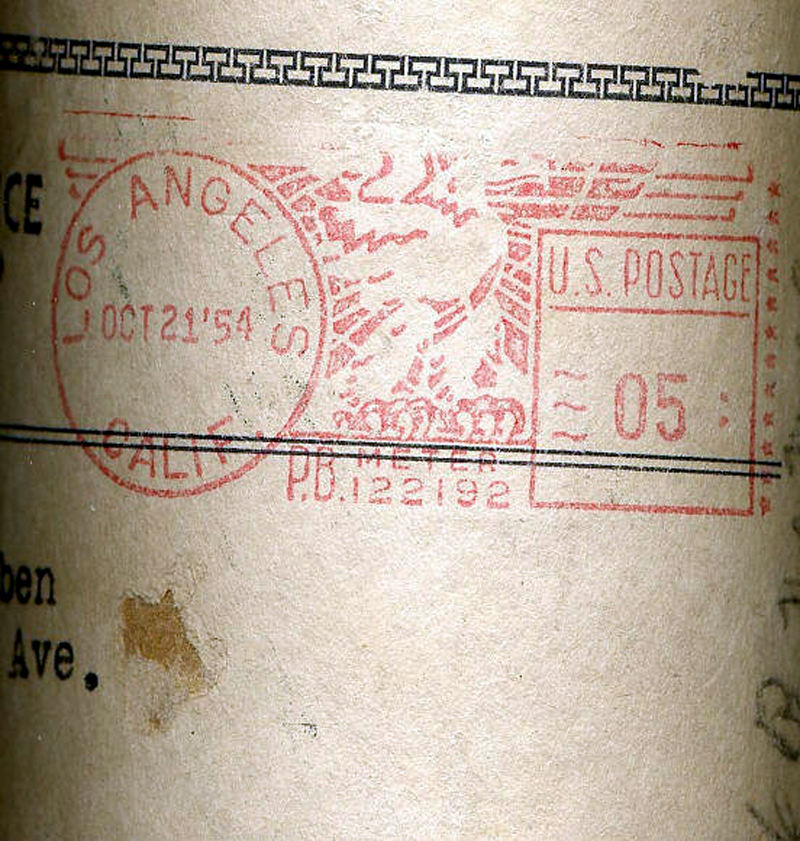 CE
LOS ANGELES
OCT 21 '54
CALIF
U.S. POSTAGE
05
P.B. METER
122192
ben
Ave.